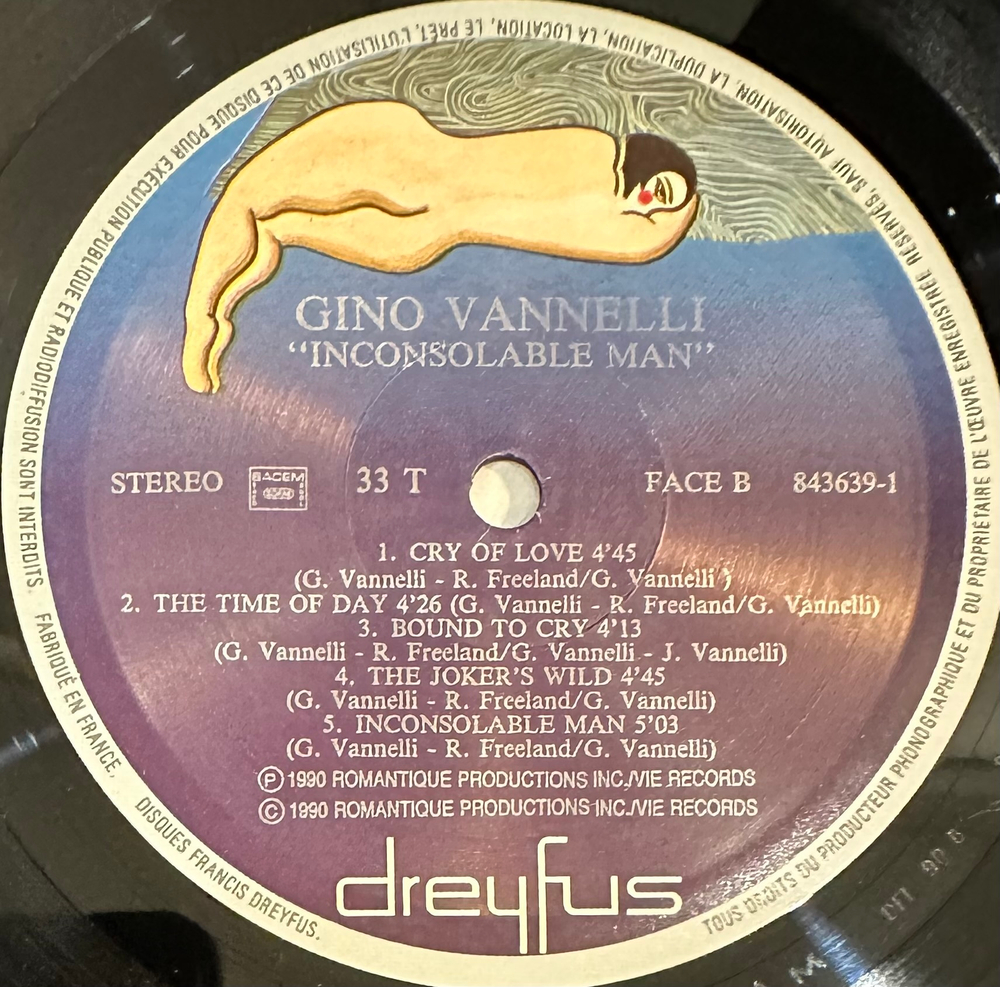 GINO VANNELLI
“INCONSOLABLE MAN”
STEREO SACEM 33 T FACE B 843639-1
1. CRY OF LOVE 4’45
(G. Vannelli - R. Freeland/G. Vannelli )
2. THE TIME OF DAY 4’26 (G. Vannelli - R. Freeland/G. Vannelli)
3. BOUND TO CRY 4’13
(G. Vannelli - R. Freeland/G. Vannelli - J. Vannelli)
4. THE JOKER’S WILD 4’45
(G. Vannelli - R. Freeland/G. Vannelli)
5. INCONSOLABLE MAN 5’03
(G. Vannelli - R. Freeland/G. Vannelli)
Ⓟ 1990 ROMANTIQUE PRODUCTIONS INC./VIE RECORDS
© 1990 ROMANTIQUE PRODUCTIONS INC./VIE RECORDS
dreyfus
TOUS DROITS DU PRODUCTEUR PHONOGRAPHIQUE ET DU PROPRIÉTAIRE DE L’ŒUVRE ENREGISTRÉE RÉSERVÉS, SAUF AUTORISATION, LA DUPLICATION, LA LOCATION, LE PRÊT, L’UTILISATION DE CE DISQUE POUR EXÉCUTION PUBLIQUE ET RADIODIFFUSION SONT INTERDITS. FABRIQUÉ EN FRANCE. DISQUES FRANCIS DREYFUS.